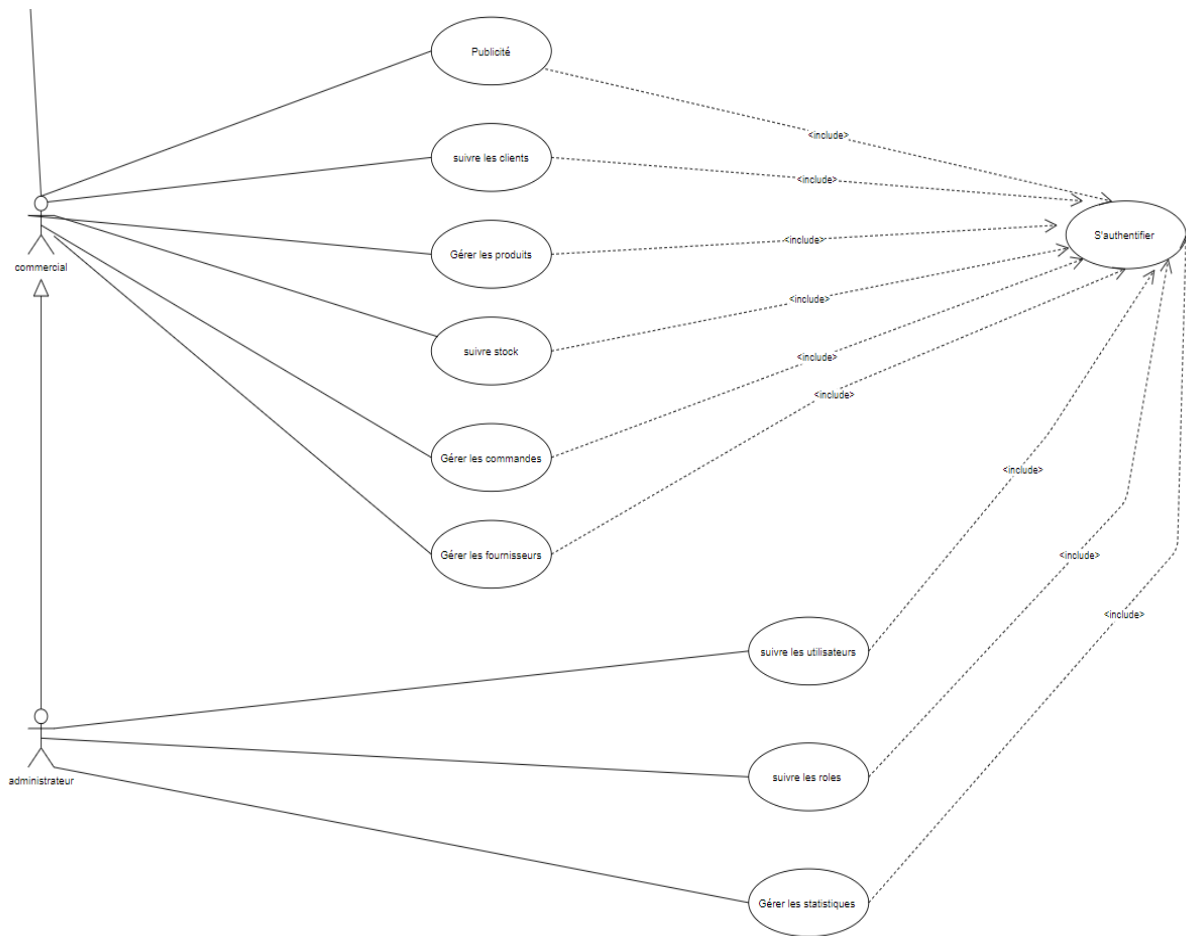 Publicité
<include>
suivre les clients
<include>
S'authentifier
Gérer les produits
<include>
commercial
<include>
suivre stock
<include>
<include>
Gérer les commandes
<include>
Gérer les fournisseurs
<include>
<include>
suivre les utilisateurs
administrateur
suivre les roles
Gérer les statistiques